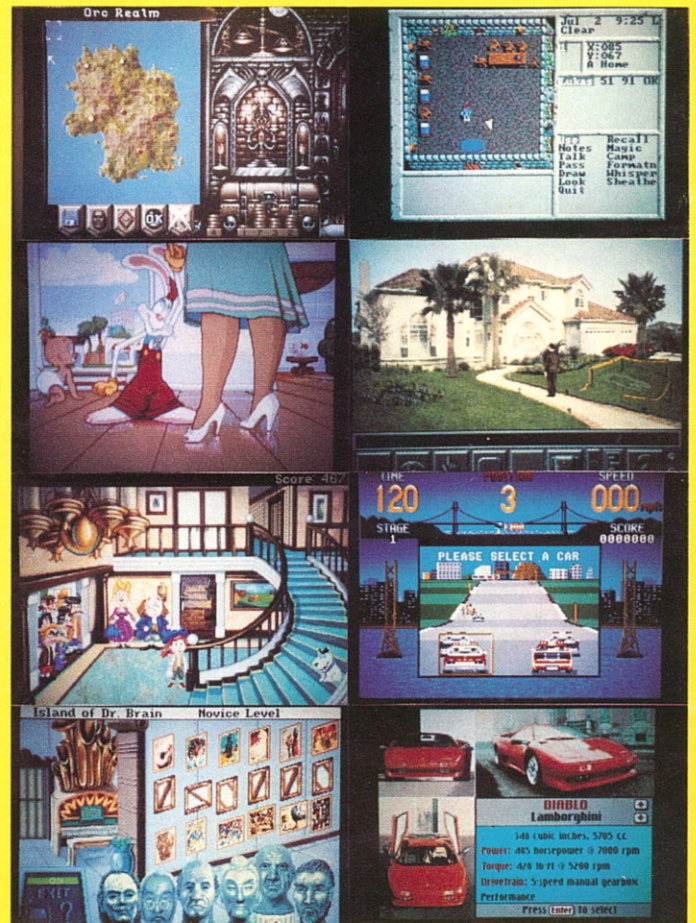 Orc Realm
OK
Jul 2 9:25
Clear
X:085
Y:067
A Home
51 91 OK
Recall
Notes Magic
Talk Camp
Pass Formatn
Draw Whisper
Look Sheathe
Quit
Score 467
TIME POSITION SPEED
120 3 000 mph
STAGE SCORE
1 0000000
PLEASE SELECT A CAR
Island of Dr. Brain Novice Level
EXIT
DIABLO
Lamborghini
cubic inches, 5705 cc
Power: 485 horsepower @ 7000 rpm
Torque: 428 lb-ft @ 5200 rpm
Drivetrain: 5-speed manual gearbox
Performance
Press Enter to select